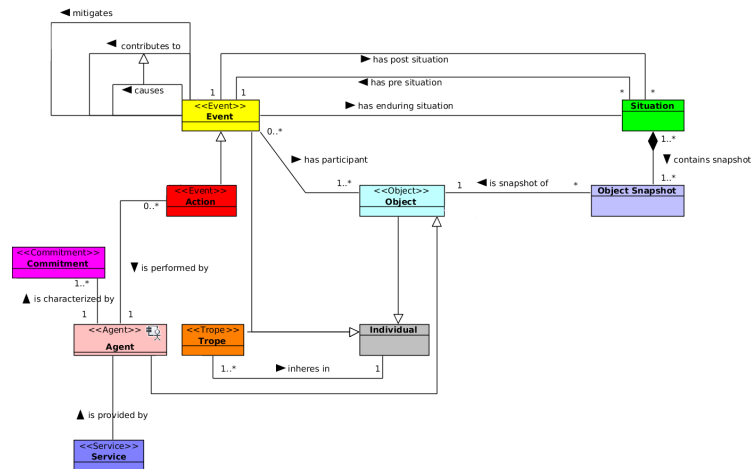 ◄ mitigates
◄ contributes to
► has post situation
◄ has pre situation
◄ causes
1 1 * *
<<Event>>
Event
► has enduring situation
Situation
0..*
1..*
► has participant
▼ contains snapshot
1..*
1..*
<<Event>>
Action
<<Object>>
Object
1
◄ is snapshot of
*
Object Snapshot
0..*
<<Commitment>>
Commitment
▼ is performed by
1..*
▲ is characterized by
1
1
<<Agent>>
Agent
<<Trope>>
Trope
Individual
1..*
► inheres in
1
▲ is provided by
<<Service>>
Service